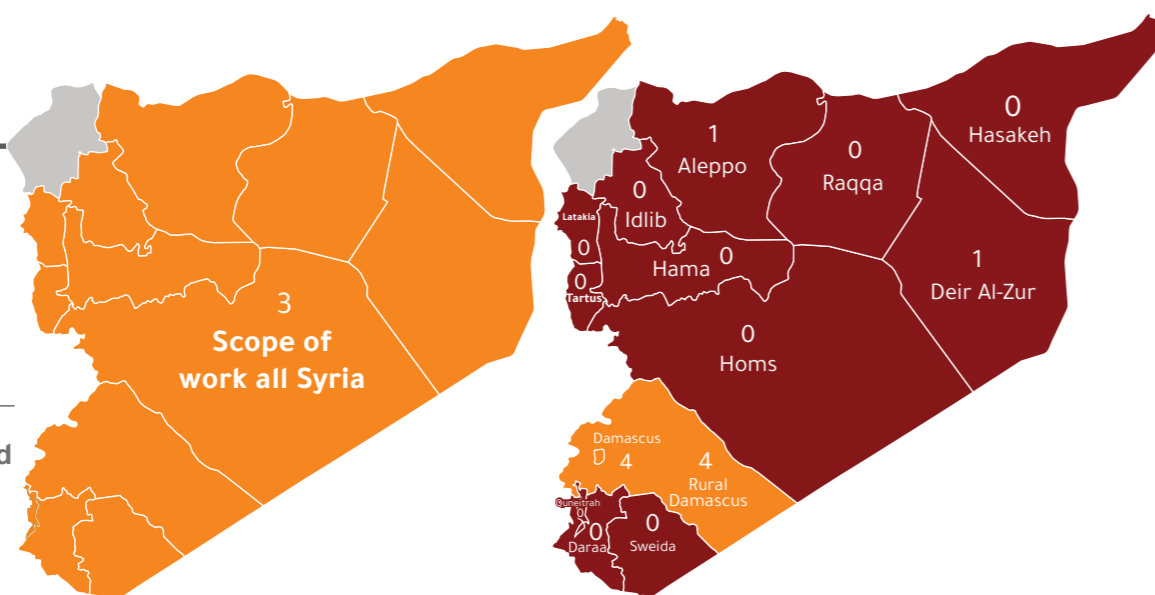 3
Scope of
work all Syria
d
1
Aleppo
0
Raqqa
0
Hasakeh
0
Idlib
Latakia
0
Hama 0
0
Tartus
1
Deir Al-Zur
0
Homs
Damascus
4
4
Rural
Damascus
Quneitrah
0
0
Daraa
0
Sweida